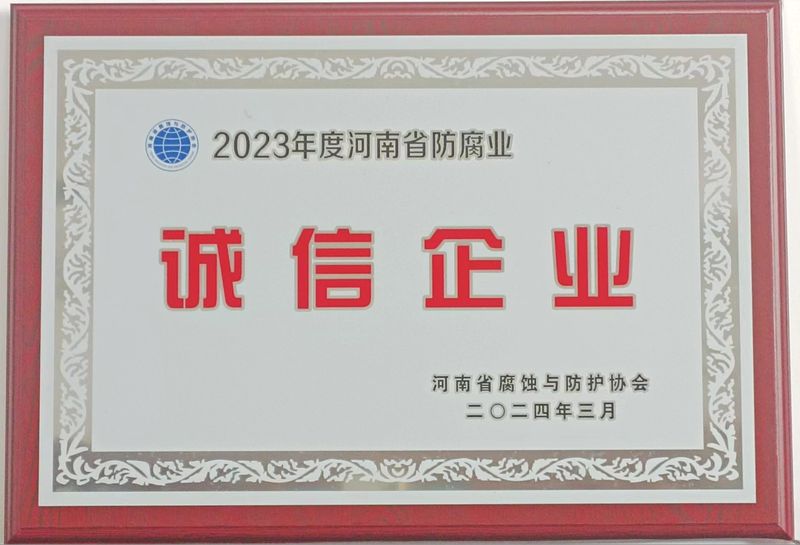 2023年度河南省防腐业
诚信企业
河南省腐蚀与防护协会
二〇二四年三月